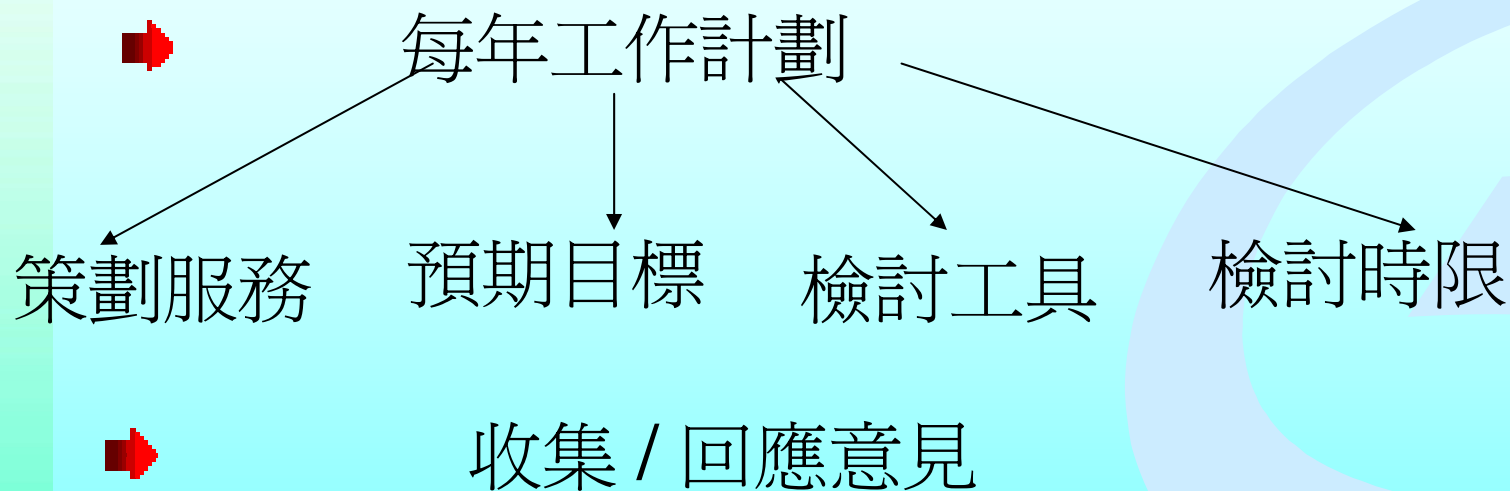 每年工作計劃
策劃服務
預期目標
檢討工具
檢討時限
收集 / 回應意見